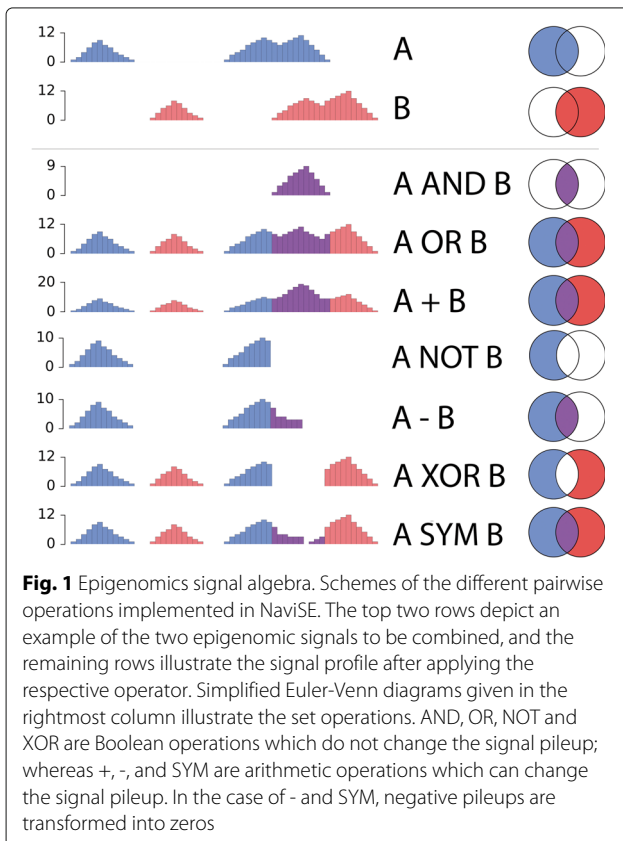 12
0
A
12
0
B
9
0
A AND B
12
0
A OR B
20
0
A + B
10
0
A NOT B
10
0
A - B
12
0
A XOR B
12
0
A SYM B
Fig. 1 Epigenomics signal algebra. Schemes of the different pairwise
operations implemented in NaviSE. The top two rows depict an
example of the two epigenomic signals to be combined, and the
remaining rows illustrate the signal profile after applying the
respective operator. Simplified Euler-Venn diagrams given in the
rightmost column illustrate the set operations. AND, OR, NOT and
XOR are Boolean operations which do not change the signal pileup;
whereas +, -, and SYM are arithmetic operations which can change
the signal pileup. In the case of - and SYM, negative pileups are
transformed into zeros